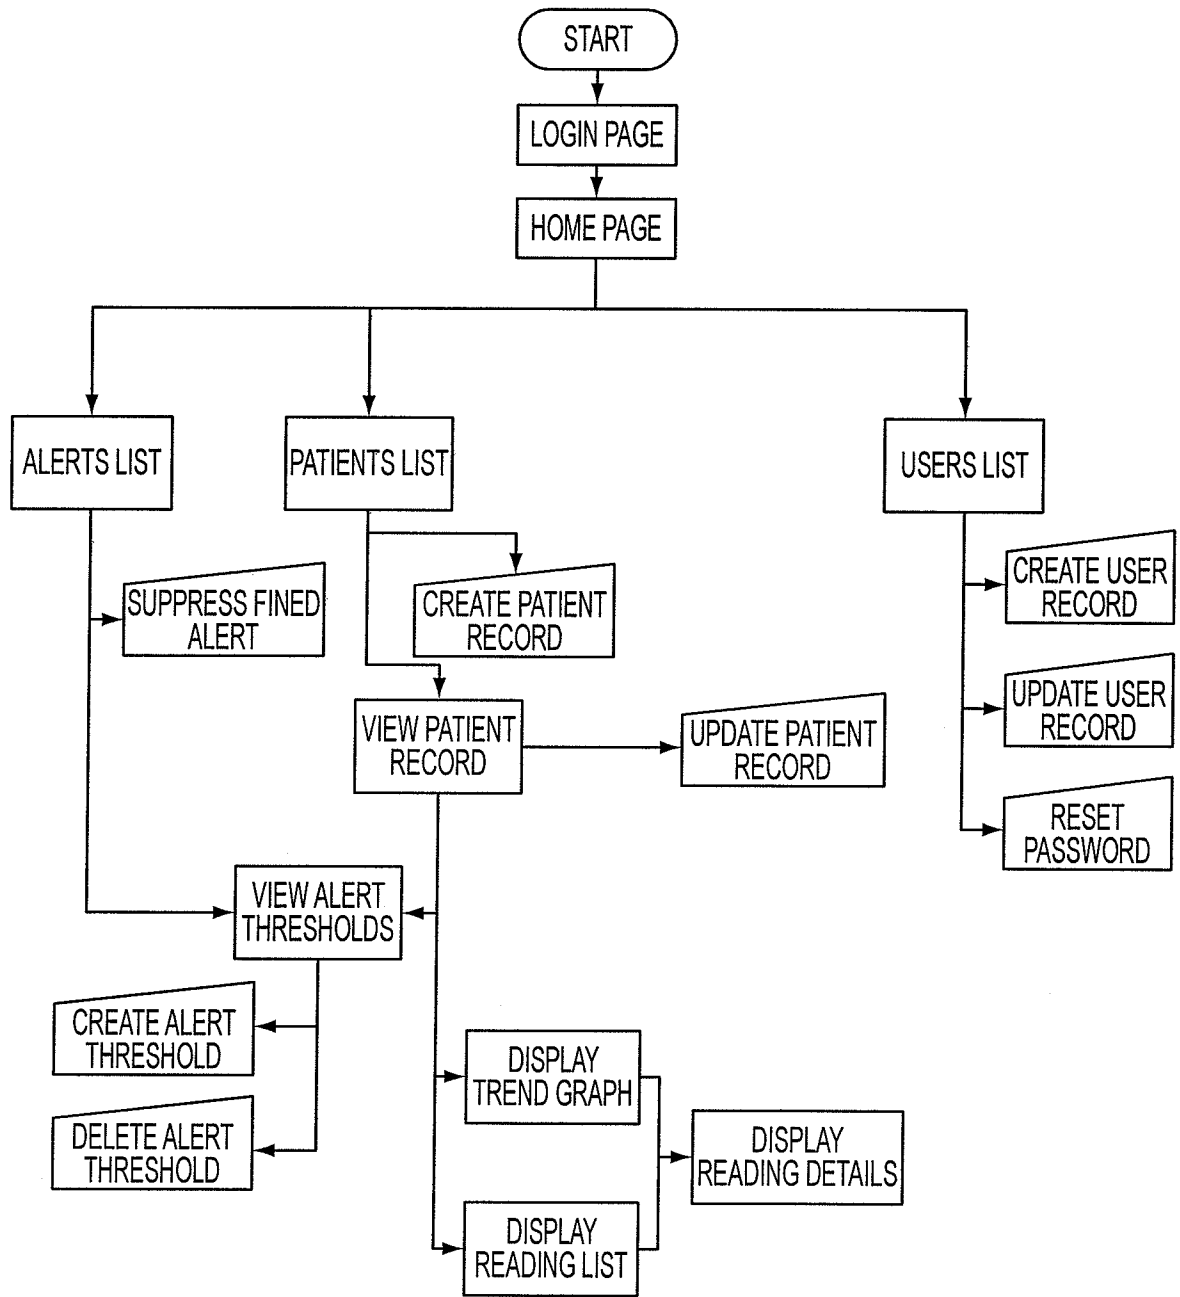 START
LOGIN PAGE
HOME PAGE
ALERTS LIST
PATIENTS LIST
USERS LIST
SUPPRESS FINED
ALERT
CREATE PATIENT
RECORD
CREATE USER
RECORD
VIEW PATIENT
RECORD
UPDATE PATIENT
RECORD
UPDATE USER
RECORD
RESET
PASSWORD
VIEW ALERT
THRESHOLDS
CREATE ALERT
THRESHOLD
DELETE ALERT
THRESHOLD
DISPLAY
TREND GRAPH
DISPLAY
READING DETAILS
DISPLAY
READING LIST